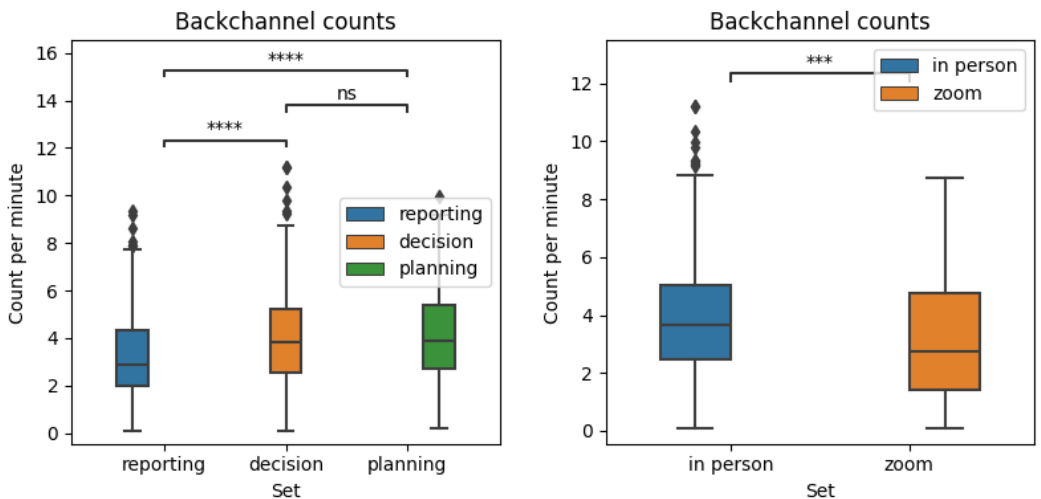 Backchannel counts
****
ns
****
reporting
decision
planning
16
14
12
10
8
6
4
2
0
Count per minute
reporting decision planning
Set
Backchannel counts
***
in person
zoom
12
10
8
6
4
2
0
Count per minute
in person zoom
Set